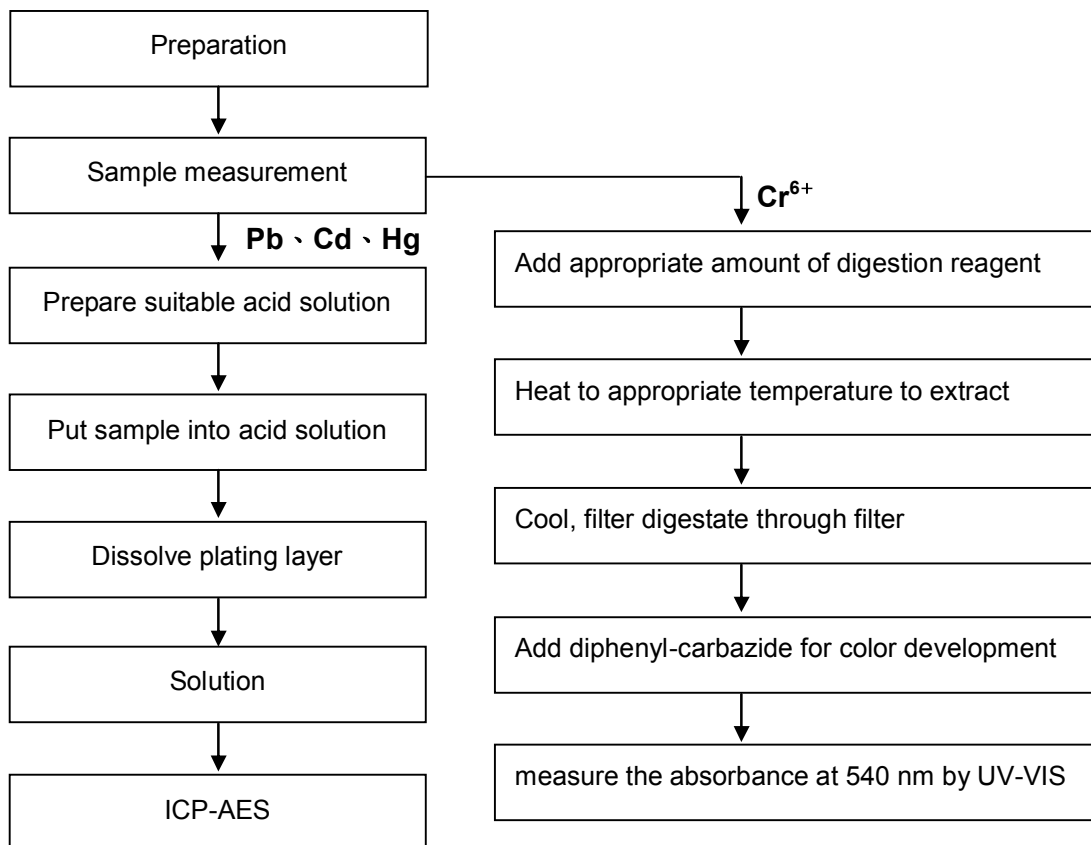 Preparation
Sample measurement
Pb、Cd、Hg
Prepare suitable acid solution
Put sample into acid solution
Dissolve plating layer
Solution
ICP-AES
Cr⁶⁺
Add appropriate amount of digestion reagent
Heat to appropriate temperature to extract
Cool, filter digestate through filter
Add diphenyl-carbazide for color development
measure the absorbance at 540 nm by UV-VIS